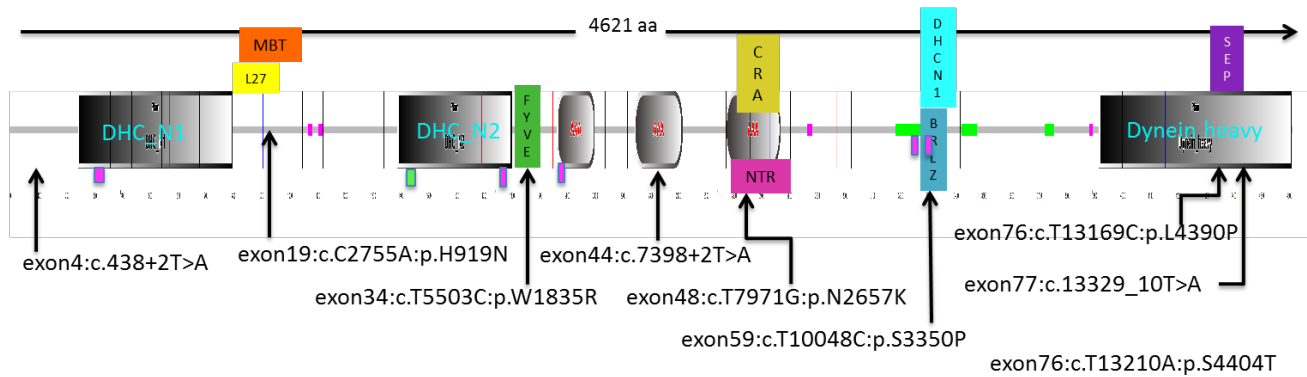 4621 aa
MBT
L27
CRA
DHCN1
SEP
DHC_N1
DHC_N2
FYVE
BRLZ
Dynein_heavy
NTR
exon4:c.438+2T>A
exon19:c.C2755A:p.H919N
exon44:c.7398+2T>A
exon76:c.T13169C:p.L4390P
exon34:c.T5503C:p.W1835R
exon48:c.T7971G:p.N2657K
exon77:c.13329_10T>A
exon59:c.T10048C:p.S3350P
exon76:c.T13210A:p.S4404T